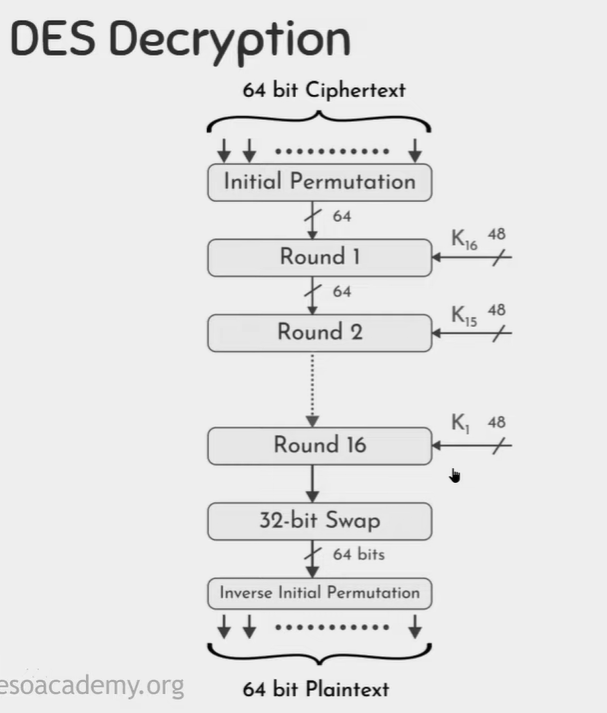 DES Decryption
64 bit Ciphertext
Initial Permutation
64
K16 48
Round 1
64
K15 48
Round 2
K1 48
Round 16
32-bit Swap
64 bits
Inverse Initial Permutation
esoacademy.org
64 bit Plaintext